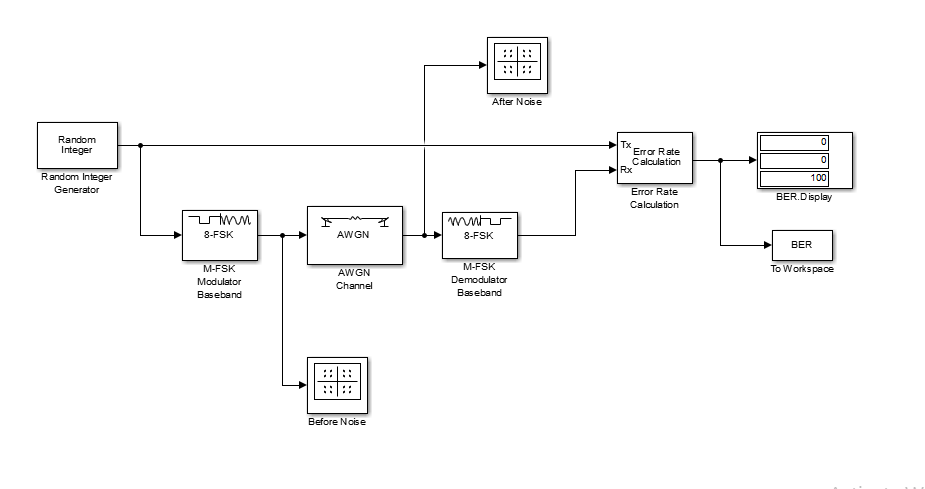 After Noise
Random
Integer
Random Integer
Generator
Tx
Error Rate
Calculation
Rx
Error Rate
Calculation
0
0
100
BER.Display
8-FSK
M-FSK
Modulator
Baseband
AWGN
AWGN
Channel
8-FSK
M-FSK
Demodulator
Baseband
BER
To Workspace
Before Noise